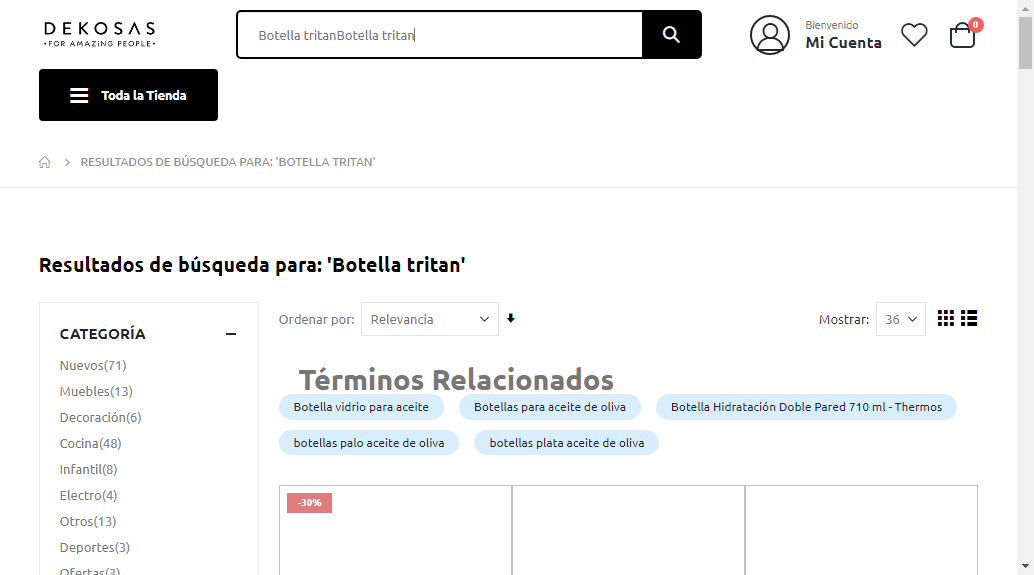 DEKOSAS
•FOR AMAZiNG PEOPLE•
Botella tritanBotella tritan
Bienvenido
Mi Cuenta
0
Toda la Tienda
RESULTADOS DE BÚSQUEDA PARA: 'BOTELLA TRITAN'
Resultados de búsqueda para: 'Botella tritan'
CATEGORÍA
Nuevos(71)
Muebles(13)
Decoración(6)
Cocina(48)
Infantil(8)
Electro(4)
Otros(13)
Deportes(3)
Ofertas(3)
Ordenar por: Relevancia
Mostrar: 36
Términos Relacionados
Botella vidrio para aceite
Botellas para aceite de oliva
Botella Hidratación Doble Pared 710 ml - Thermos
botellas palo aceite de oliva
botellas plata aceite de oliva
-30%